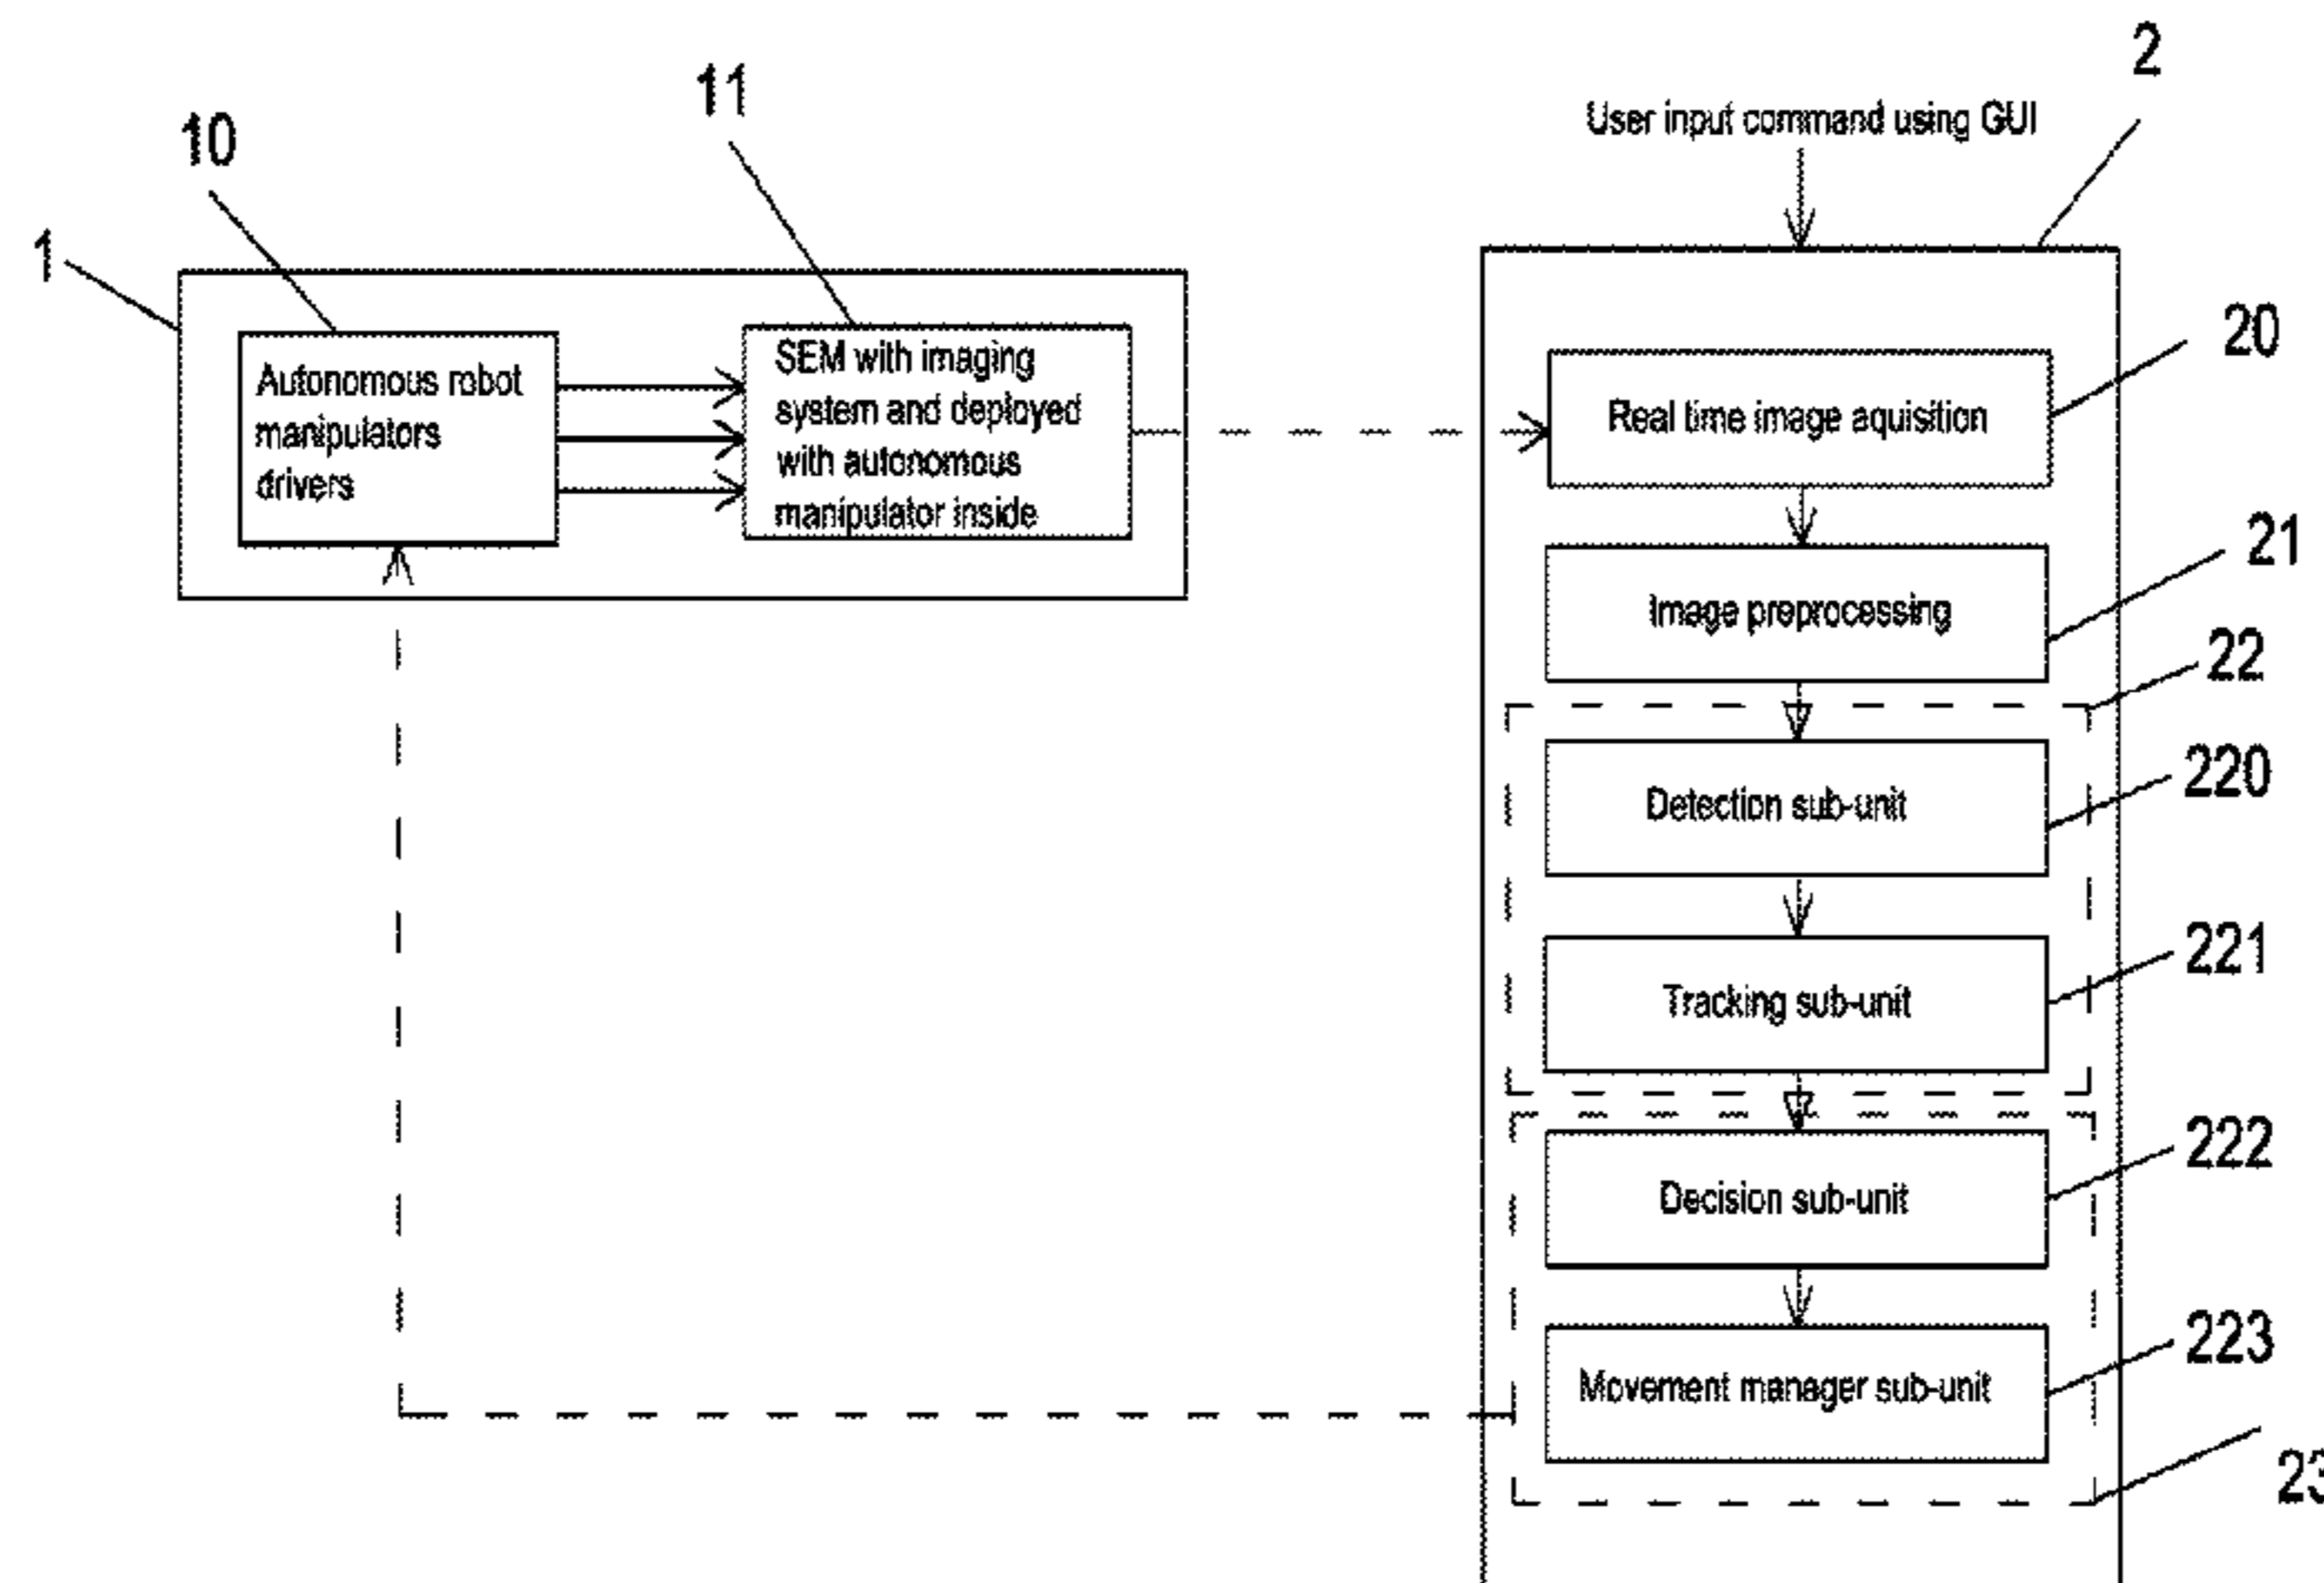 2
11
User input command using GUI
10
1
20
SEM with imaging
system and deployed
with autonomous
manipulator inside
Autonomous robot
manipulators
drivers
Real time image aquisition
21
Image preprocessing
22
220
Detection sub-unit
221
Tracking sub-unit
222
Decision sub-unit
223
Movement manager sub-unit
23